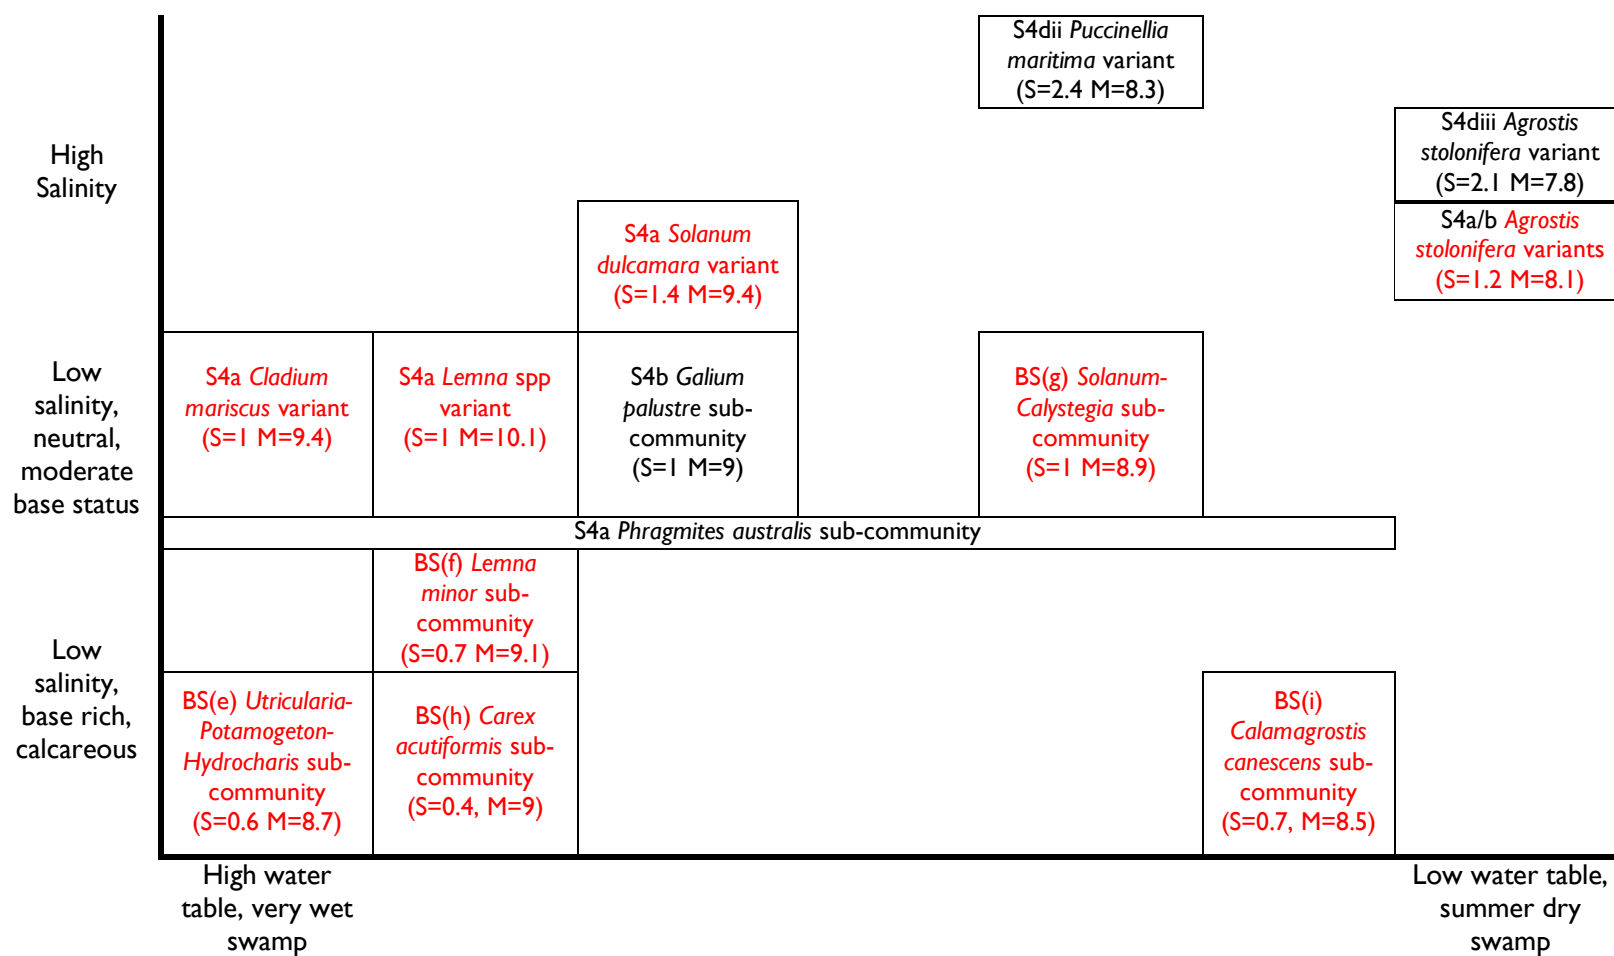 S4dii Puccinellia
maritima variant
(S=2.4 M=8.3)
High
Salinity
S4diii Agrostis
stolonifera variant
(S=2.1 M=7.8)
S4a Solanum
dulcamara variant
(S=1.4 M=9.4)
S4a/b Agrostis
stolonifera variants
(S=1.2 M=8.1)
Low
salinity,
neutral,
moderate
base status
S4a Cladium
mariscus variant
(S=1 M=9.4)
S4a Lemna spp
variant
(S=1 M=10.1)
S4b Galium
palustre sub-
community
(S=1 M=9)
BS(g) Solanum-
Calystegia sub-
community
(S=1 M=8.9)
S4a Phragmites australis sub-community
Low
salinity,
base rich,
calcareous
BS(f) Lemna
minor sub-
community
(S=0.7 M=9.1)
BS(e) Utricularia-
Potamogeton-
Hydrocharis sub-
community
(S=0.6 M=8.7)
BS(h) Carex
acutiformis sub-
community
(S=0.4, M=9)
BS(i)
Calamagrostis
canescens sub-
community
(S=0.7, M=8.5)
High water
table, very wet
swamp
Low water table,
summer dry
swamp